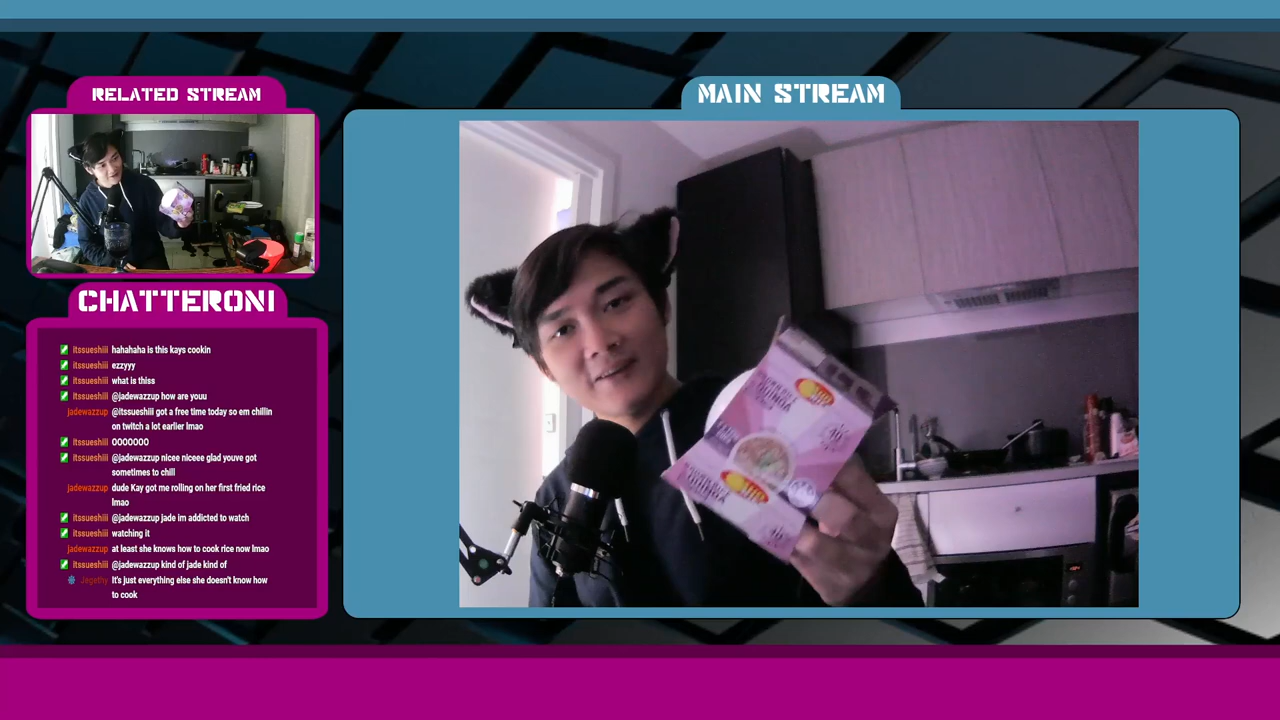 RELATED STREAM
MAIN STREAM
CHATTERONI
itssueshiii hahahaha is this kays cookin
itssueshiii ezzyyy
itssueshiii what is thiss
itssueshiii @jadewazzup how are youu
jadewazzup @itssueshiii got a free time today so em chillin
on twitch a lot earlier lmao
itssueshiii OOOOOOO
itssueshiii @jadewazzup nicee niceee glad youve got
sometimes to chill
jadewazzup dude Kay got me rolling on her first fried rice
lmao
itssueshiii @jadewazzup jade im addicted to watch
itssueshiii watching it
jadewazzup at least she knows how to cook rice now lmao
itssueshiii @jadewazzup kind of jade kind of
Jegethy It's just everything else she doesn't know how
to cook
QUINOA